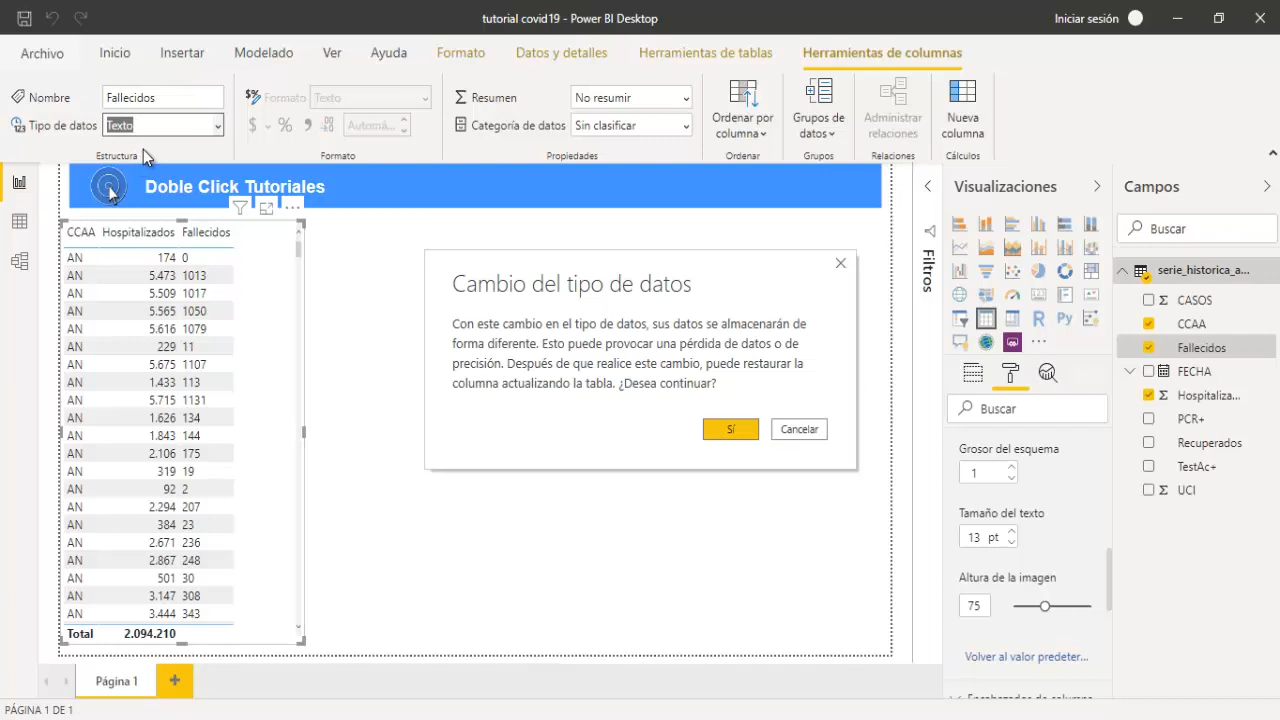 tutorial covid19 - Power BI Desktop
Iniciar sesión
Archivo Inicio Insertar Modelado Ver Ayuda Formato Datos y detalles Herramientas de tablas Herramientas de columnas
Nombre Fallecidos
Tipo de datos Texto
Estructura
Formato Texto
$ % Automá...
Formato
Resumen No resumir
Categoría de datos Sin clasificar
Propiedades
Ordenar por
columna
Ordenar
Grupos de
datos
Grupos
Administrar
relaciones
Relaciones
Nueva
columna
Cálculos
Doble Click Tutoriales
CCAA Hospitalizados Fallecidos
AN 174 0
AN 5.473 1013
AN 5.509 1017
AN 5.565 1050
AN 5.616 1079
AN 229 11
AN 5.675 1107
AN 1.433 113
AN 5.715 1131
AN 1.626 134
AN 1.843 144
AN 2.106 175
AN 319 19
AN 92 2
AN 2.294 207
AN 384 23
AN 2.671 236
AN 2.867 248
AN 501 30
AN 3.147 308
AN 3.444 343
Total 2.094.210
Cambio del tipo de datos
Con este cambio en el tipo de datos, sus datos se almacenarán de
forma diferente. Esto puede provocar una pérdida de datos o de
precisión. Después de que realice este cambio, puede restaurar la
columna actualizando la tabla. ¿Desea continuar?
Sí Cancelar
Filtros
Visualizaciones
R Py
Buscar
Grosor del esquema
1
Tamaño del texto
13 pt
Altura de la imagen
75
Volver al valor predeter...
Campos
Buscar
serie_historica_a...
CASOS
CCAA
Fallecidos
FECHA
Hospitaliza...
PCR+
Recuperados
TestAc+
UCI
Página 1
PÁGINA 1 DE 1